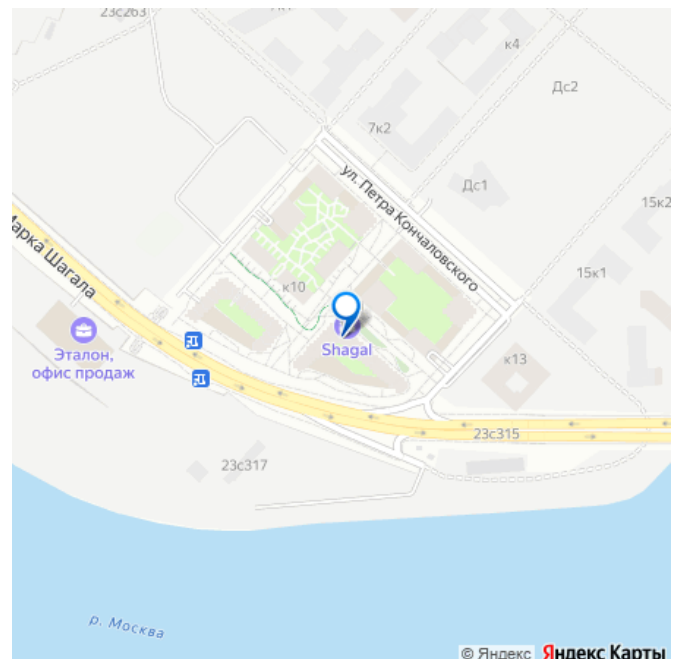 23с263
к4
Дс2
7к2
ул. Петра Кончаловского
Дс1
15к2
Марка Шагала
к10
15к1
Эталон,
офис продаж
Shagal
к13
23с315
23с317
р. Москва
© Яндекс Яндекс Карты